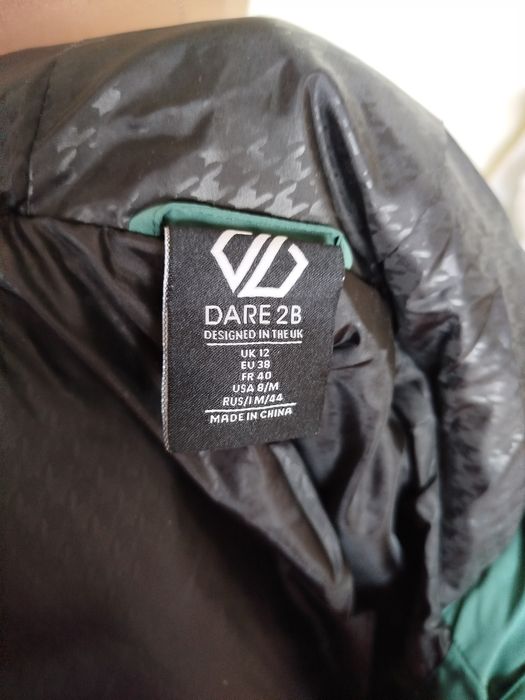 DARE 2B
DESIGNED IN THE UK
UK 12
EU 38
FR 40
USA 8/M
RUS/I M/44
MADE IN CHINA